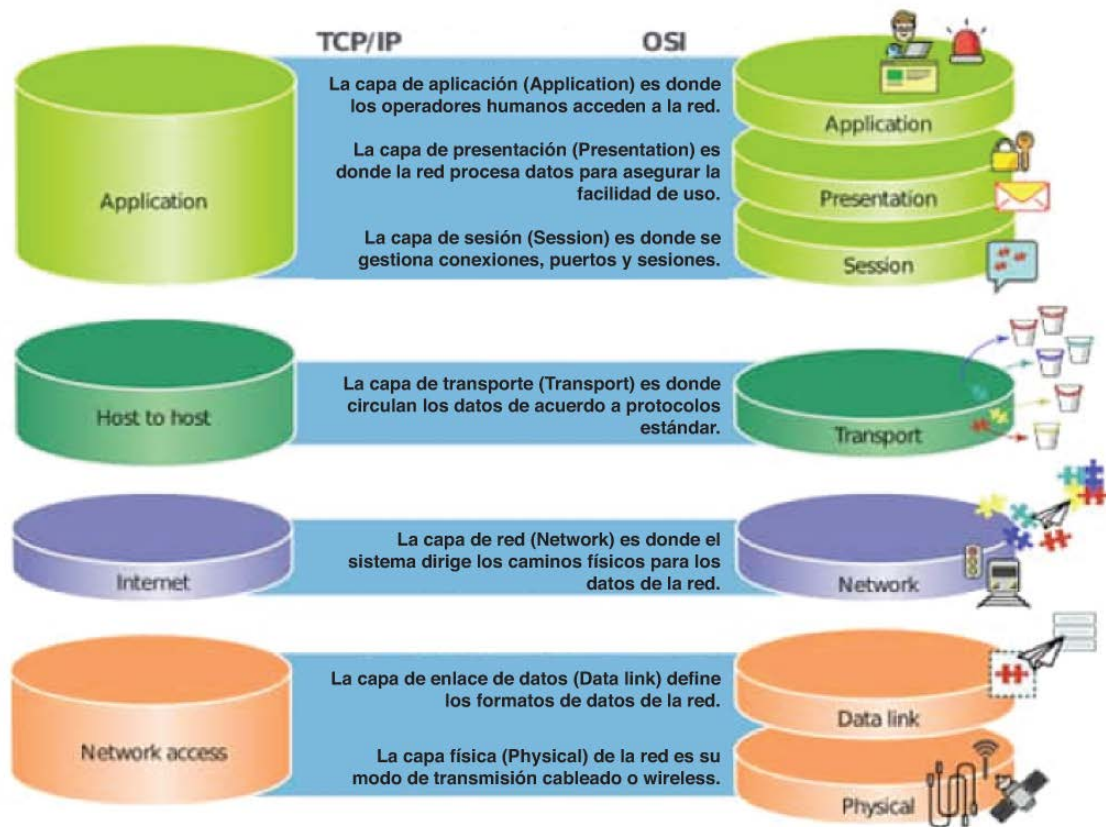 TCP/IP
OSI
La capa de aplicación (Application) es donde
los operadores humanos acceden a la red.
Application
La capa de presentación (Presentation) es
donde la red procesa datos para asegurar la
facilidad de uso.
Application
Presentation
La capa de sesión (Session) es donde se
gestiona conexiones, puertos y sesiones.
Session
La capa de transporte (Transport) es donde
circulan los datos de acuerdo a protocolos
estándar.
Host to host
Transport
La capa de red (Network) es donde el
sistema dirige los caminos físicos para los
datos de la red.
Internet
Network
La capa de enlace de datos (Data link) define
los formatos de datos de la red.
Data link
Network access
La capa física (Physical) de la red es su
modo de transmisión cableado o wireless.
Physical